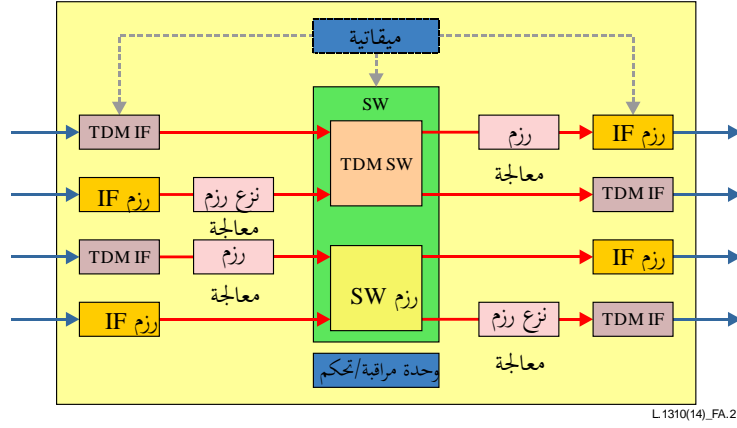 ميقاتية
SW
TDM IF
رزم
رزم IF
معالجة
TDM SW
رزم IF
نزع رزم
معالجة
TDM IF
TDM IF
رزم
معالجة
رزم SW
رزم IF
رزم IF
نزع رزم
معالجة
TDM IF
وحدة مراقبة/تحكم
L.1310(14)_FA.2